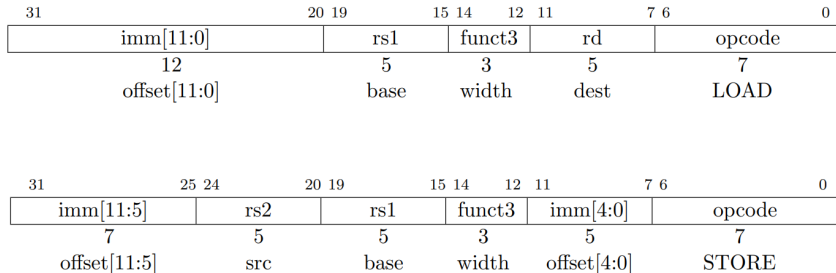 31 20 19 15 14 12 11 7 6 0
imm[11:0] rs1 funct3 rd opcode
12 5 3 5 7
offset[11:0] base width dest LOAD
31 25 24 20 19 15 14 12 11 7 6 0
imm[11:5] rs2 rs1 funct3 imm[4:0] opcode
7 5 5 3 5 7
offset[11:5] src base width offset[4:0] STORE